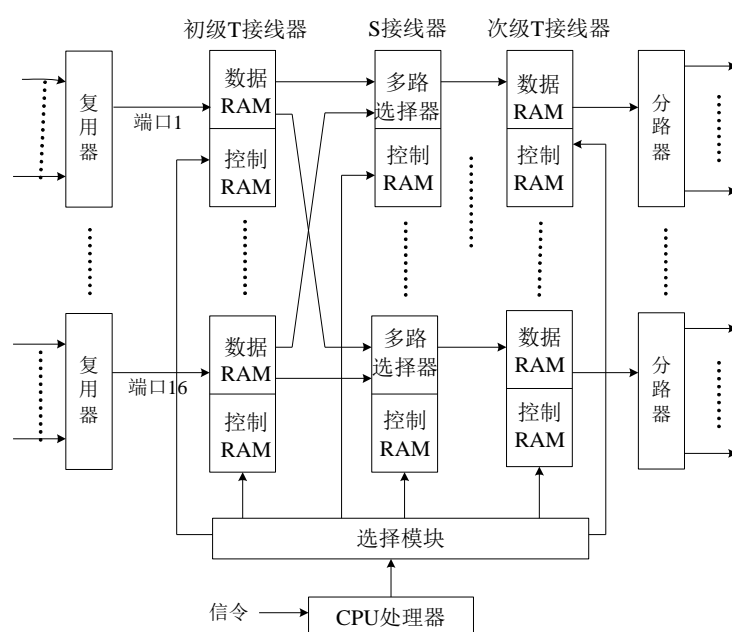 初级T接线器
S接线器
次级T接线器
复用器
端口1
数据
RAM
控制
RAM
多路
选择器
控制
RAM
数据
RAM
控制
RAM
分路器
复用器
端口16
数据
RAM
控制
RAM
多路
选择器
控制
RAM
数据
RAM
控制
RAM
分路器
选择模块
信令
CPU处理器